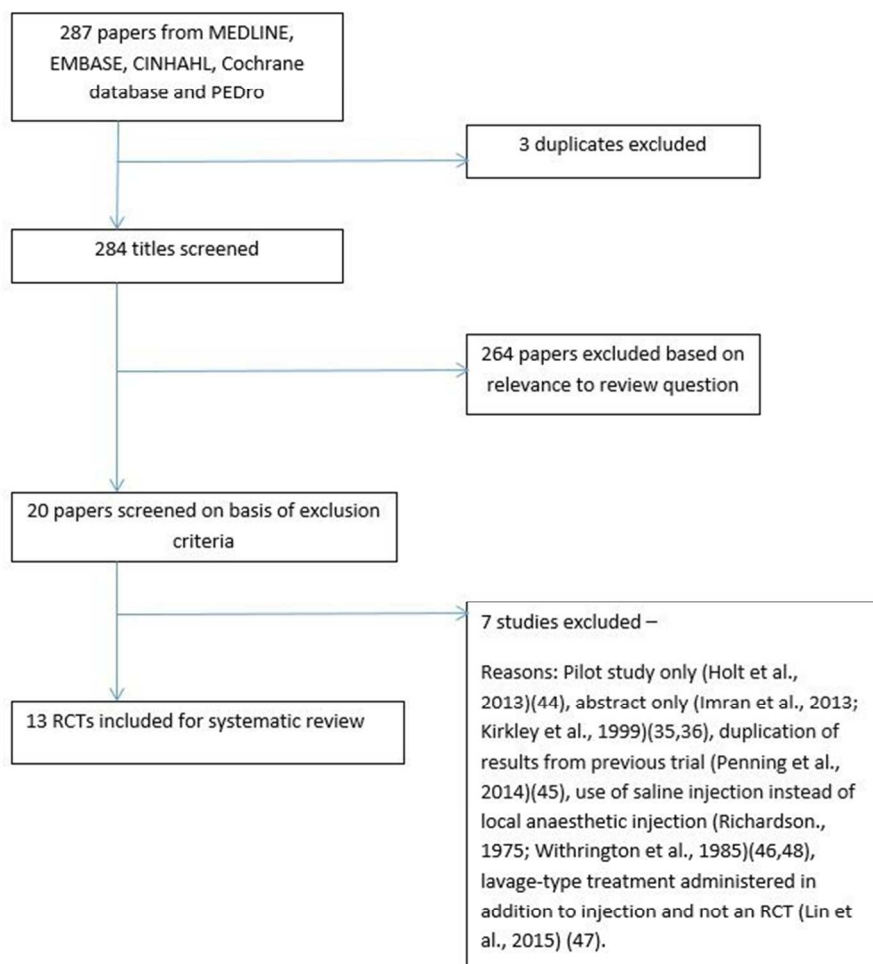 287 papers from MEDLINE,
EMBASE, CINHAHL, Cochrane
database and PEDro
3 duplicates excluded
284 titles screened
264 papers excluded based on
relevance to review question
20 papers screened on basis of exclusion
criteria
7 studies excluded –
Reasons: Pilot study only (Holt et al.,
2013)(44), abstract only (Imran et al., 2013;
Kirkley et al., 1999)(35,36), duplication of
results from previous trial (Penning et al.,
2014)(45), use of saline injection instead of
local anaesthetic injection (Richardson.,
1975; Withrington et al., 1985)(46,48),
lavage-type treatment administered in
addition to injection and not an RCT (Lin et
al., 2015) (47).
13 RCTs included for systematic review